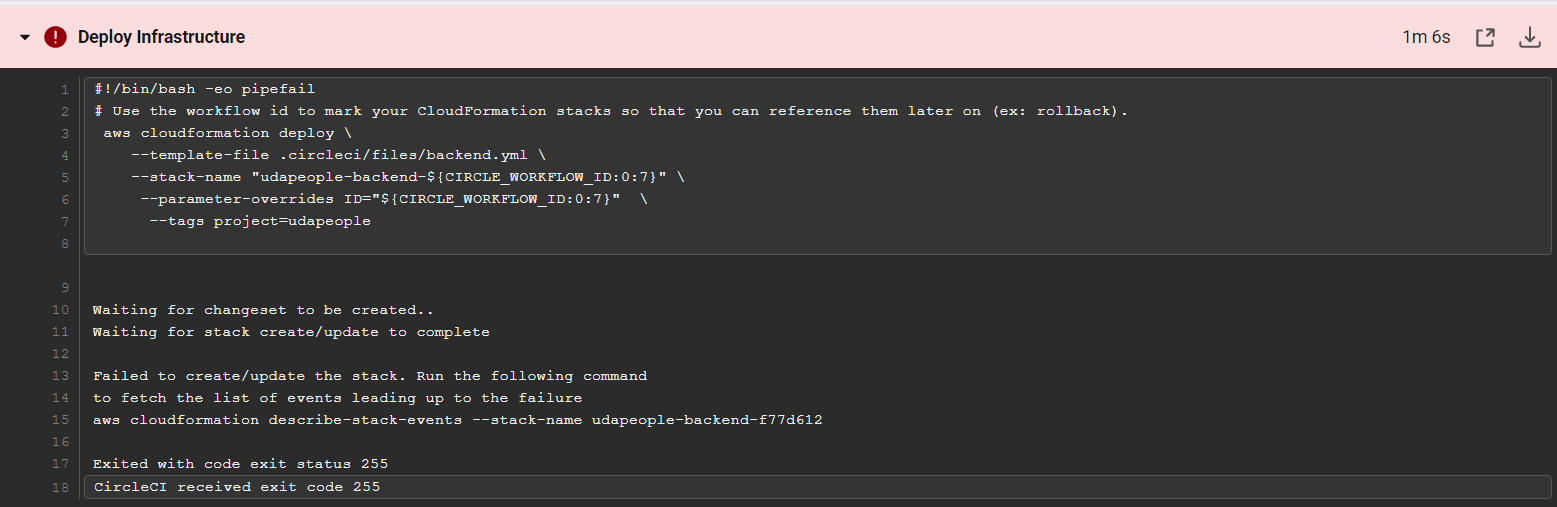 Deploy Infrastructure 1m 6s
1 #!/bin/bash -eo pipefail
2 # Use the workflow id to mark your CloudFormation stacks so that you can reference them later on (ex: rollback).
3 aws cloudformation deploy \
4 --template-file .circleci/files/backend.yml \
5 --stack-name "udapeople-backend-${CIRCLE_WORKFLOW_ID:0:7}" \
6 --parameter-overrides ID="${CIRCLE_WORKFLOW_ID:0:7}" \
7 --tags project=udapeople
8
9
10 Waiting for changeset to be created..
11 Waiting for stack create/update to complete
12
13 Failed to create/update the stack. Run the following command
14 to fetch the list of events leading up to the failure
15 aws cloudformation describe-stack-events --stack-name udapeople-backend-f77d612
16
17 Exited with code exit status 255
18 CircleCI received exit code 255